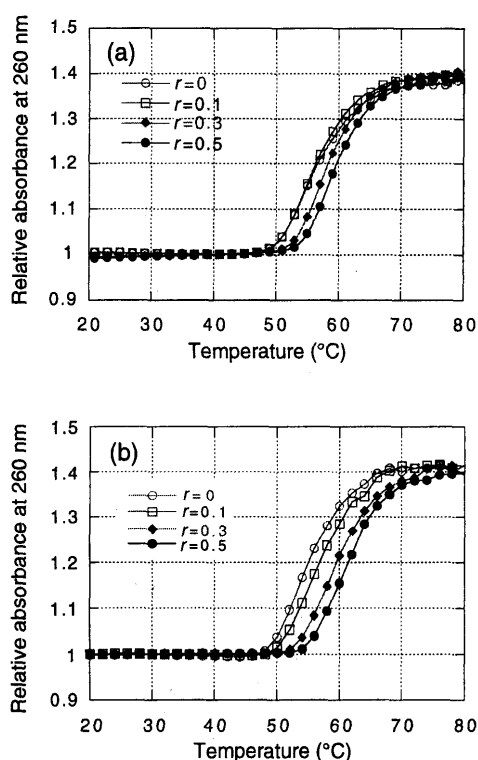 (a)
Relative absorbance at 260 nm
1.5
1.4
1.3
1.2
1.1
1
0.9
r=0
r=0.1
r=0.3
r=0.5
20 30 40 50 60 70 80
Temperature (°C)
(b)
Relative absorbance at 260 nm
1.5
1.4
1.3
1.2
1.1
1
0.9
r=0
r=0.1
r=0.3
r=0.5
20 30 40 50 60 70 80
Temperature (°C)